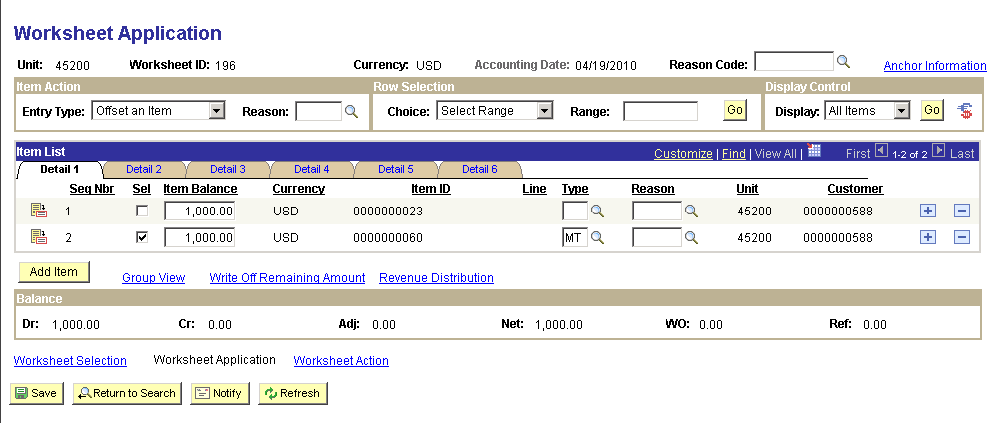 Worksheet Application
Unit: 45200 Worksheet ID: 196 Currency: USD Accounting Date: 04/19/2010 Reason Code: Anchor Information
Item Action Row Selection Display Control
Entry Type: Offset an Item Reason: Choice: Select Range Range: Go Display: All Items Go
Item List Customize | Find | View All | First 1-2 of 2 Last
Detail 1 Detail 2 Detail 3 Detail 4 Detail 5 Detail 6
Seq Nbr Sel Item Balance Currency Item ID Line Type Reason Unit Customer
1 1,000.00 USD 0000000023 45200 0000000588
2 1,000.00 USD 0000000060 MT 45200 0000000588
Add Item Group View Write Off Remaining Amount Revenue Distribution
Balance
Dr: 1,000.00 Cr: 0.00 Adj: 0.00 Net: 1,000.00 WO: 0.00 Ref: 0.00
Worksheet Selection Worksheet Application Worksheet Action
Save Return to Search Notify Refresh